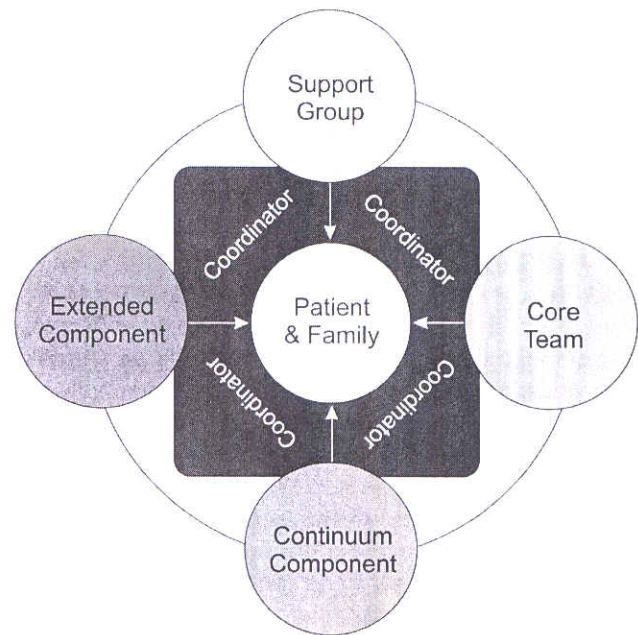 Support
Group
Coordinator
Coordinator
Extended
Component
Patient
& Family
Core
Team
Coordinator
Coordinator
Continuum
Component